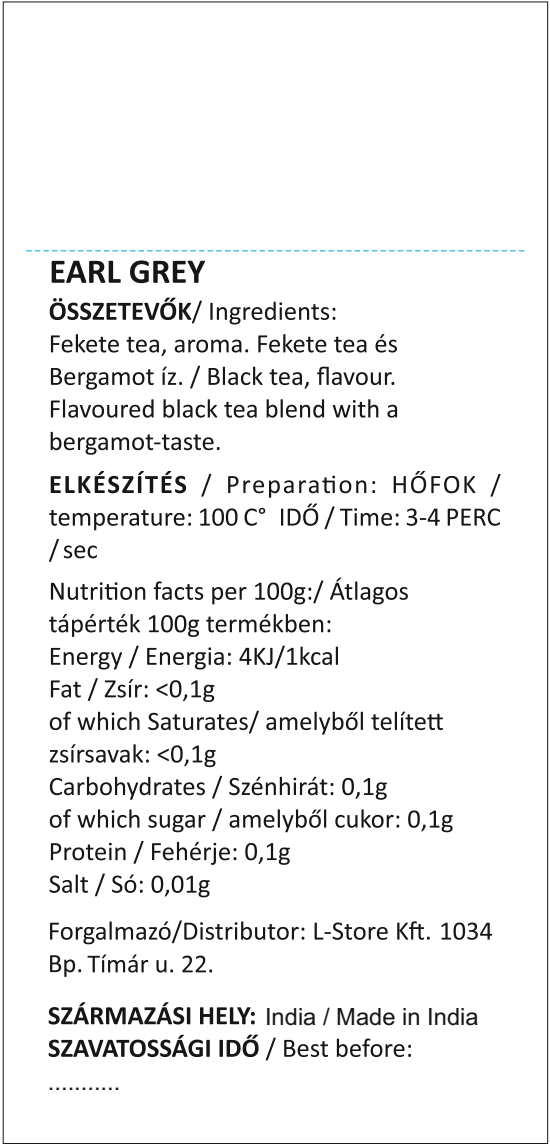 EARL GREY
ÖSSZETEVŐK/ Ingredients:
Fekete tea, aroma. Fekete tea és
Bergamot íz. / Black tea, flavour.
Flavoured black tea blend with a
bergamot-taste.
ELKÉSZÍTÉS / Preparation: HŐFOK /
temperature: 100 C° IDŐ / Time: 3-4 PERC
/ sec
Nutrition facts per 100g:/ Átlagos
tápérték 100g termékben:
Energy / Energia: 4KJ/1kcal
Fat / Zsír: <0,1g
of which Saturates/ amelyből telített
zsírsavak: <0,1g
Carbohydrates / Szénhirát: 0,1g
of which sugar / amelyből cukor: 0,1g
Protein / Fehérje: 0,1g
Salt / Só: 0,01g
Forgalmazó/Distributor: L-Store Kft. 1034
Bp. Tímár u. 22.
SZÁRMAZÁSI HELY: India / Made in India
SZAVATOSSÁGI IDŐ / Best before:
...........